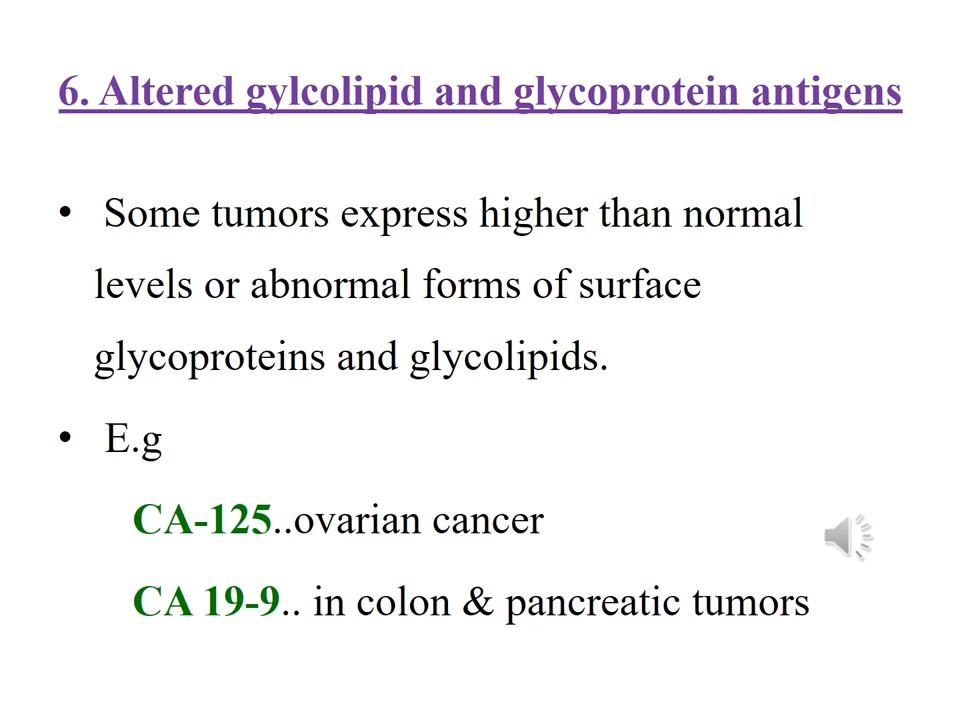 6. Altered gylcolipid and glycoprotein antigens
• Some tumors express higher than normal
levels or abnormal forms of surface
glycoproteins and glycolipids.
• E.g
CA-125..ovarian cancer
CA 19-9.. in colon & pancreatic tumors